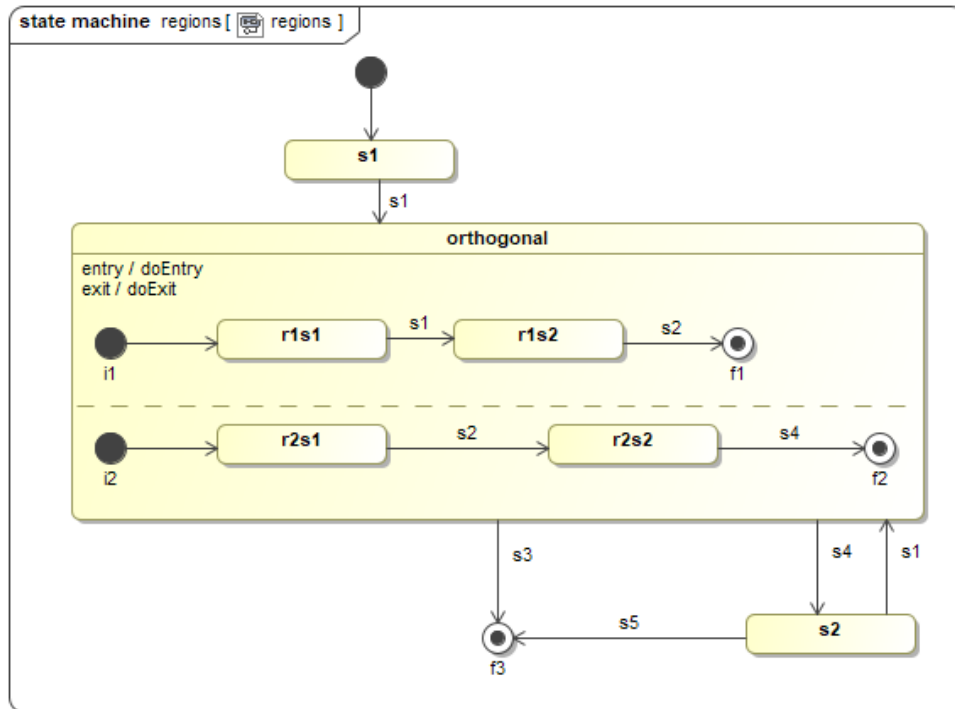 state machine regions [ regions ]
s1
s1
orthogonal
entry / doEntry
exit / doExit
r1s1 s1 r1s2 s2
i1 f1
r2s1 s2 r2s2 s4
i2 f2
s3 s4 s1
s5 s2
f3